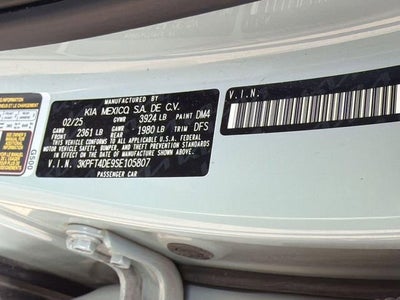 MANUFACTURED BY
KIA MEXICO, S.A. DE C.V.
02/25 GVWR 3924 LB PAINT DM4
GAWR FRONT 2361 LB GAWR REAR 1980 LB TRIM DFS
THIS VEHICLE CONFORMS TO ALL APPLICABLE U.S. FEDERAL
MOTOR VEHICLE SAFETY, BUMPER, AND THEFT PREVENTION STANDARDS
IN EFFECT ON THE DATE OF MANUFACTURE SHOWN ABOVE.
V.I.N. 3KPFT4DE9SE105807
PASSENGER CAR
V.I.N.
G500